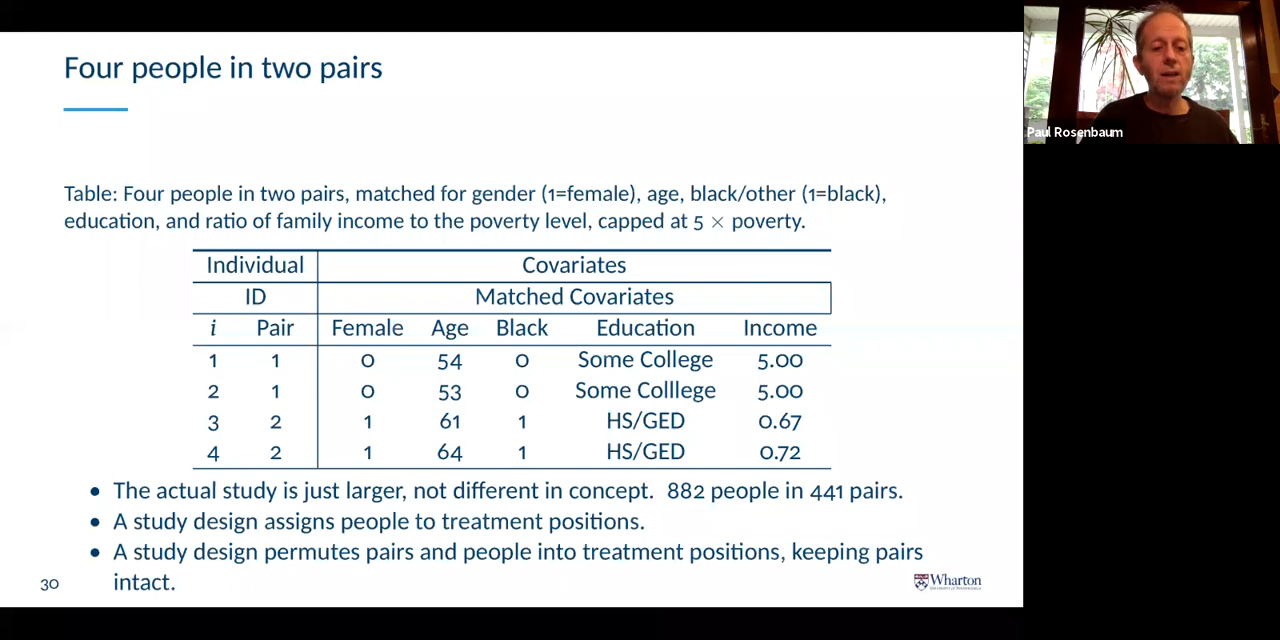 Four people in two pairs
Paul Rosenbaum
Table: Four people in two pairs, matched for gender (1=female), age, black/other (1=black),
education, and ratio of family income to the poverty level, capped at 5 × poverty.
Individual Covariates
ID Matched Covariates
i Pair Female Age Black Education Income
1 1 0 54 0 Some College 5.00
2 1 0 53 0 Some Colllege 5.00
3 2 1 61 1 HS/GED 0.67
4 2 1 64 1 HS/GED 0.72
• The actual study is just larger, not different in concept. 882 people in 441 pairs.
• A study design assigns people to treatment positions.
• A study design permutes pairs and people into treatment positions, keeping pairs
intact.
30
Wharton